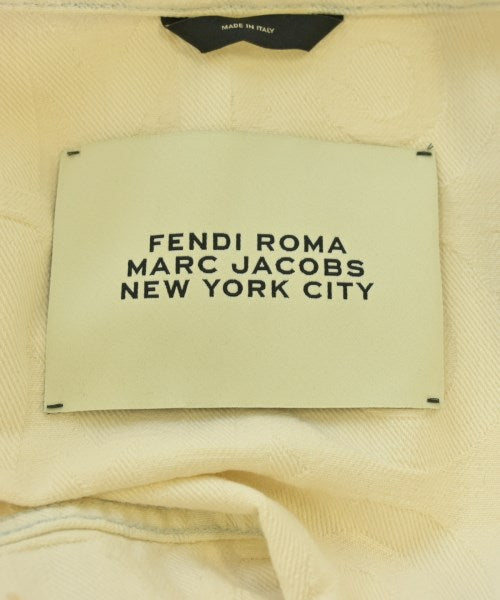 MADE IN ITALY
FENDI ROMA
MARC JACOBS
NEW YORK CITY